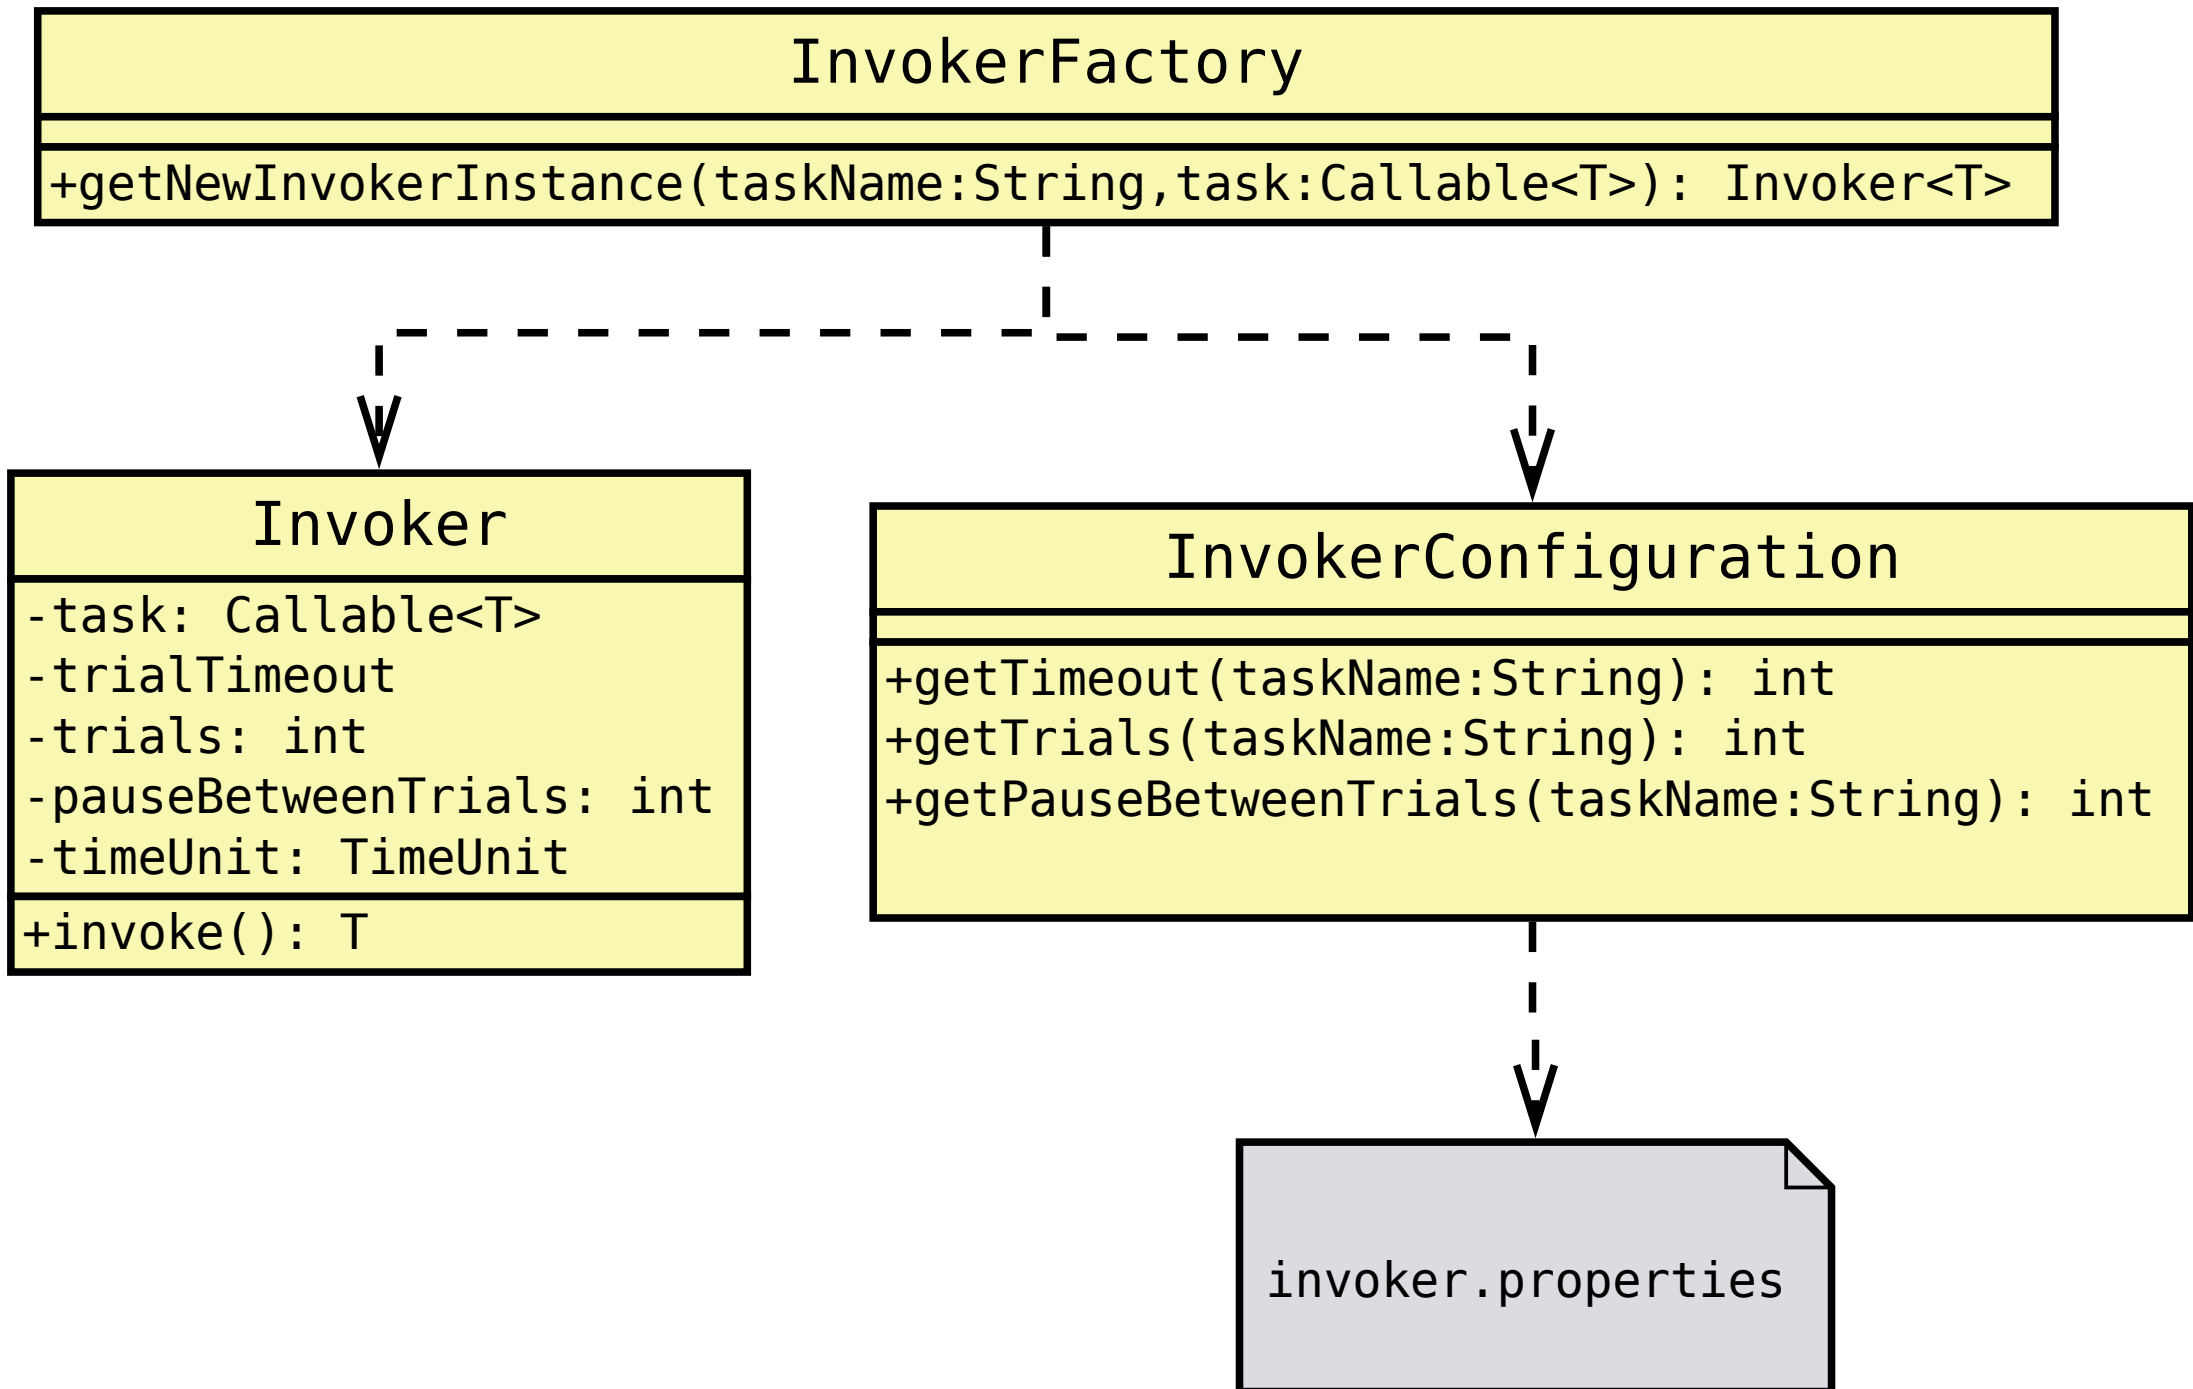 InvokerFactory
+getNewInvokerInstance(taskName:String,task:Callable<T>): Invoker<T>
Invoker
-task: Callable<T>
-trialTimeout
-trials: int
-pauseBetweenTrials: int
-timeUnit: TimeUnit
+invoke(): T
InvokerConfiguration
+getTimeout(taskName:String): int
+getTrials(taskName:String): int
+getPauseBetweenTrials(taskName:String): int
invoker.properties